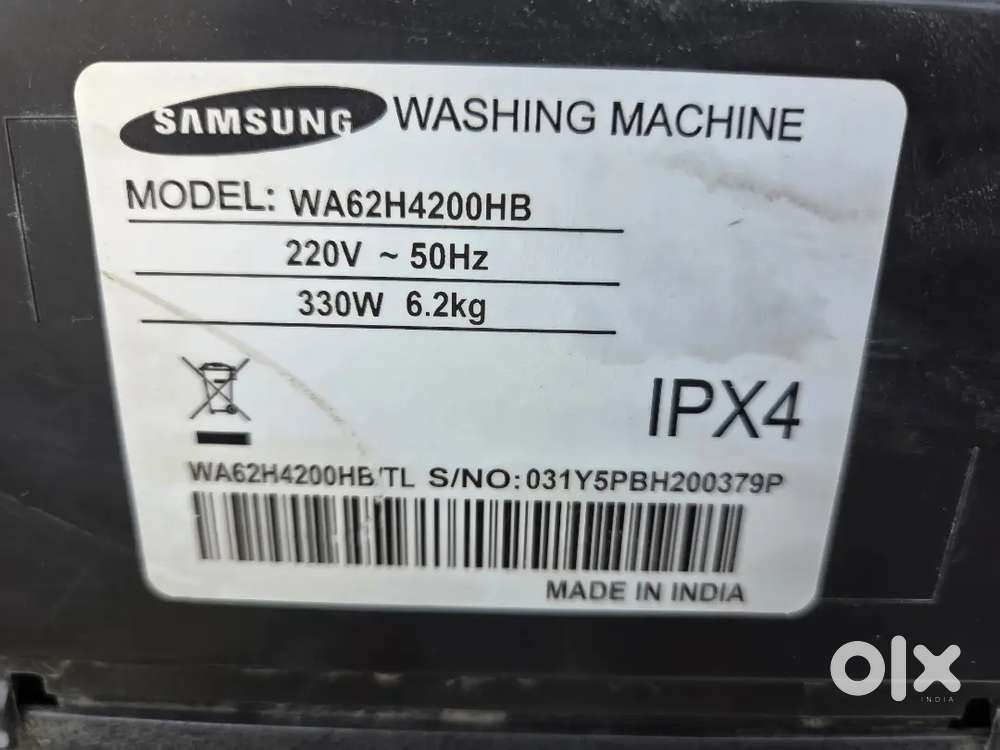 SAMSUNG WASHING MACHINE
MODEL: WA62H4200HB
220V ~ 50Hz
330W 6.2kg
IPX4
WA62H4200HB/TL S/NO:031Y5PBH200379P
MADE IN INDIA
olx
INDIA